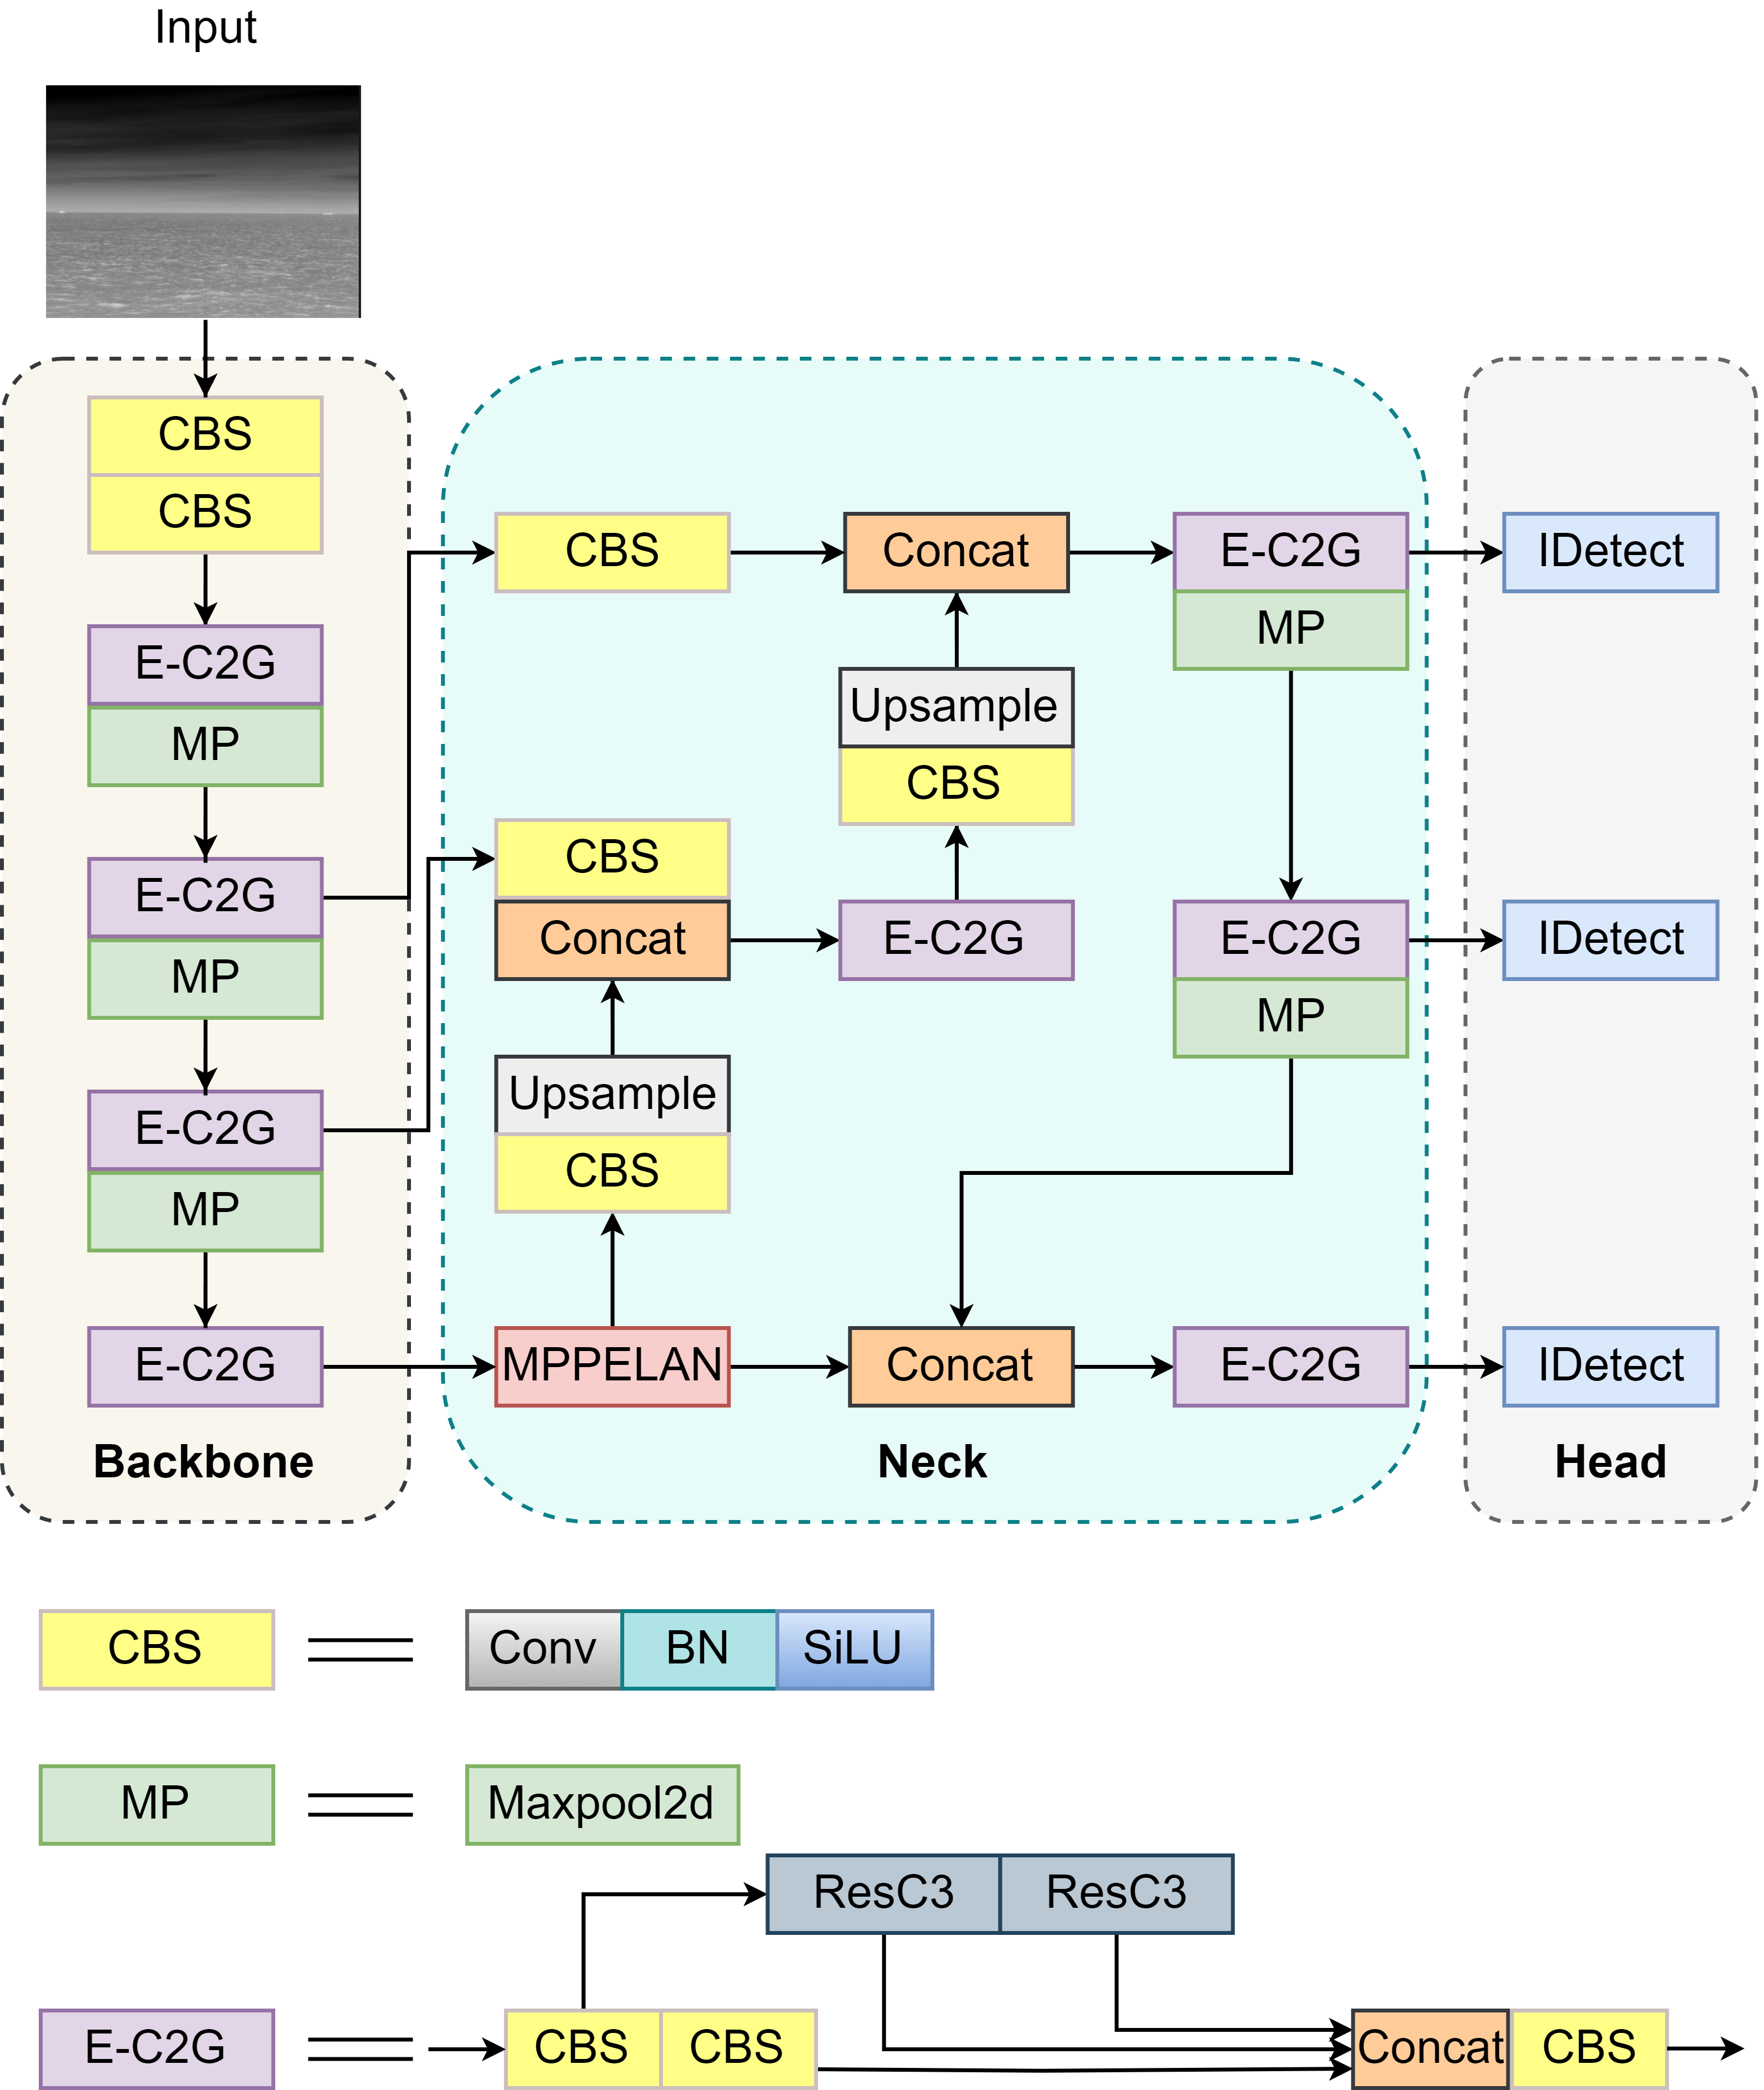 Input
CBS
CBS
E-C2G
MP
E-C2G
MP
E-C2G
MP
E-C2G
Backbone
CBS
Concat
E-C2G
MP
Upsample
CBS
CBS
Concat
E-C2G
E-C2G
MP
Upsample
CBS
MPPELAN
Concat
E-C2G
Neck
IDetect
IDetect
IDetect
Head
CBS
Conv BN SiLU
MP
Maxpool2d
ResC3 ResC3
E-C2G
CBS CBS
Concat CBS